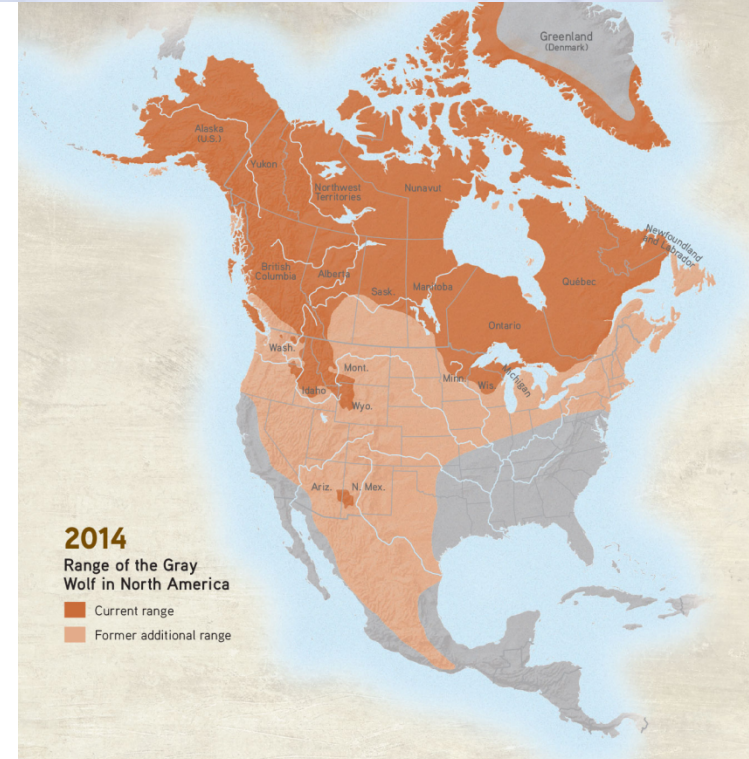 Greenland
(Denmark)
Alaska
(U.S.)
Yukon
Northwest
Territories
Nunavut
Newfoundland
and Labrador
British
Columbia
Alberta
Sask.
Manitoba
Ontario
Québec.
Wash.
Mont.
Idaho
Wyo.
Minn.
Wis.
Michigan
Ariz.
N. Mex.
2014
Range of the Gray
Wolf in North America
Current range
Former additional range